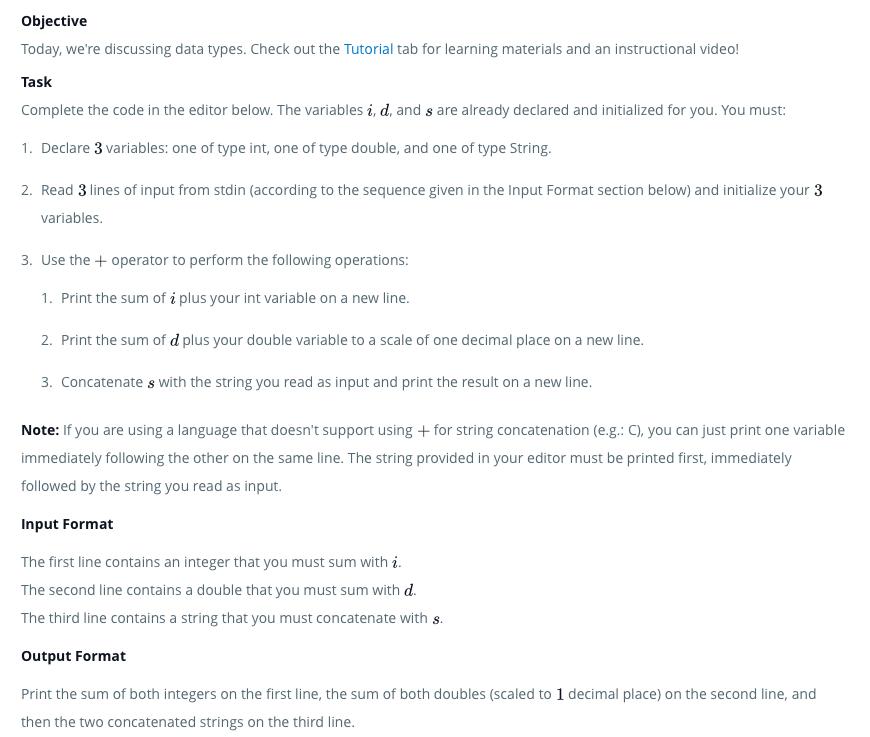 Objective
Today, we're discussing data types. Check out the Tutorial tab for learning materials and an instructional video!
Task
Complete the code in the editor below. The variables i, d, and s are already declared and initialized for you. You must:
1. Declare 3 variables: one of type int, one of type double, and one of type String.
2. Read 3 lines of input from stdin (according to the sequence given in the Input Format section below) and initialize your 3
variables.
3. Use the + operator to perform the following operations:
1. Print the sum of i plus your int variable on a new line.
2. Print the sum of d plus your double variable to a scale of one decimal place on a new line.
3. Concatenate s with the string you read as input and print the result on a new line.
Note: If you are using a language that doesn't support using + for string concatenation (e.g.: C), you can just print one variable
immediately following the other on the same line. The string provided in your editor must be printed first, immediately
followed by the string you read as input.
Input Format
The first line contains an integer that you must sum with i.
The second line contains a double that you must sum with d.
The third line contains a string that you must concatenate with s.
Output Format
Print the sum of both integers on the first line, the sum of both doubles (scaled to 1 decimal place) on the second line, and
then the two concatenated strings on the third line.